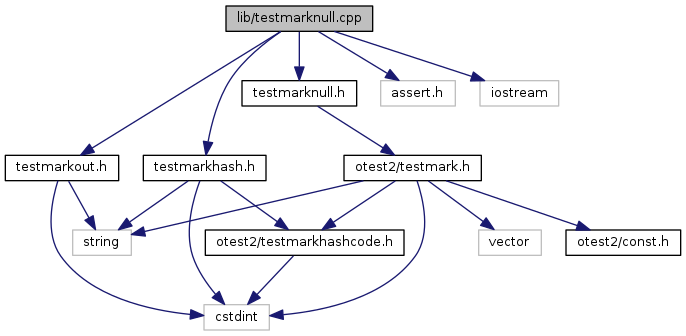 lib/testmarknull.cpp
testmarknull.h
assert.h
iostream
testmarkout.h
testmarkhash.h
otest2/testmark.h
string
otest2/testmarkhashcode.h
vector
otest2/const.h
cstdint